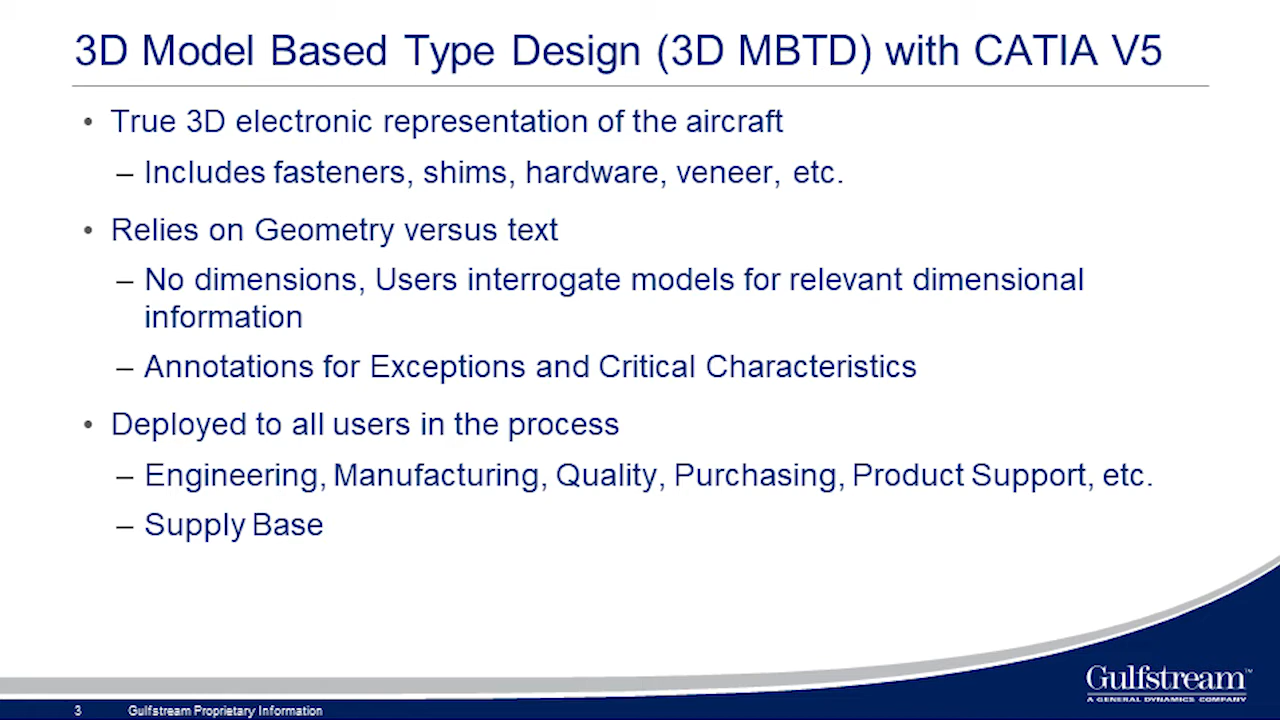 3D Model Based Type Design (3D MBTD) with CATIA V5
• True 3D electronic representation of the aircraft
– Includes fasteners, shims, hardware, veneer, etc.
• Relies on Geometry versus text
– No dimensions, Users interrogate models for relevant dimensional
information
– Annotations for Exceptions and Critical Characteristics
• Deployed to all users in the process
– Engineering, Manufacturing, Quality, Purchasing, Product Support, etc.
– Supply Base
Gulfstream™
A GENERAL DYNAMICS COMPANY
3 Gulfstream Proprietary Information